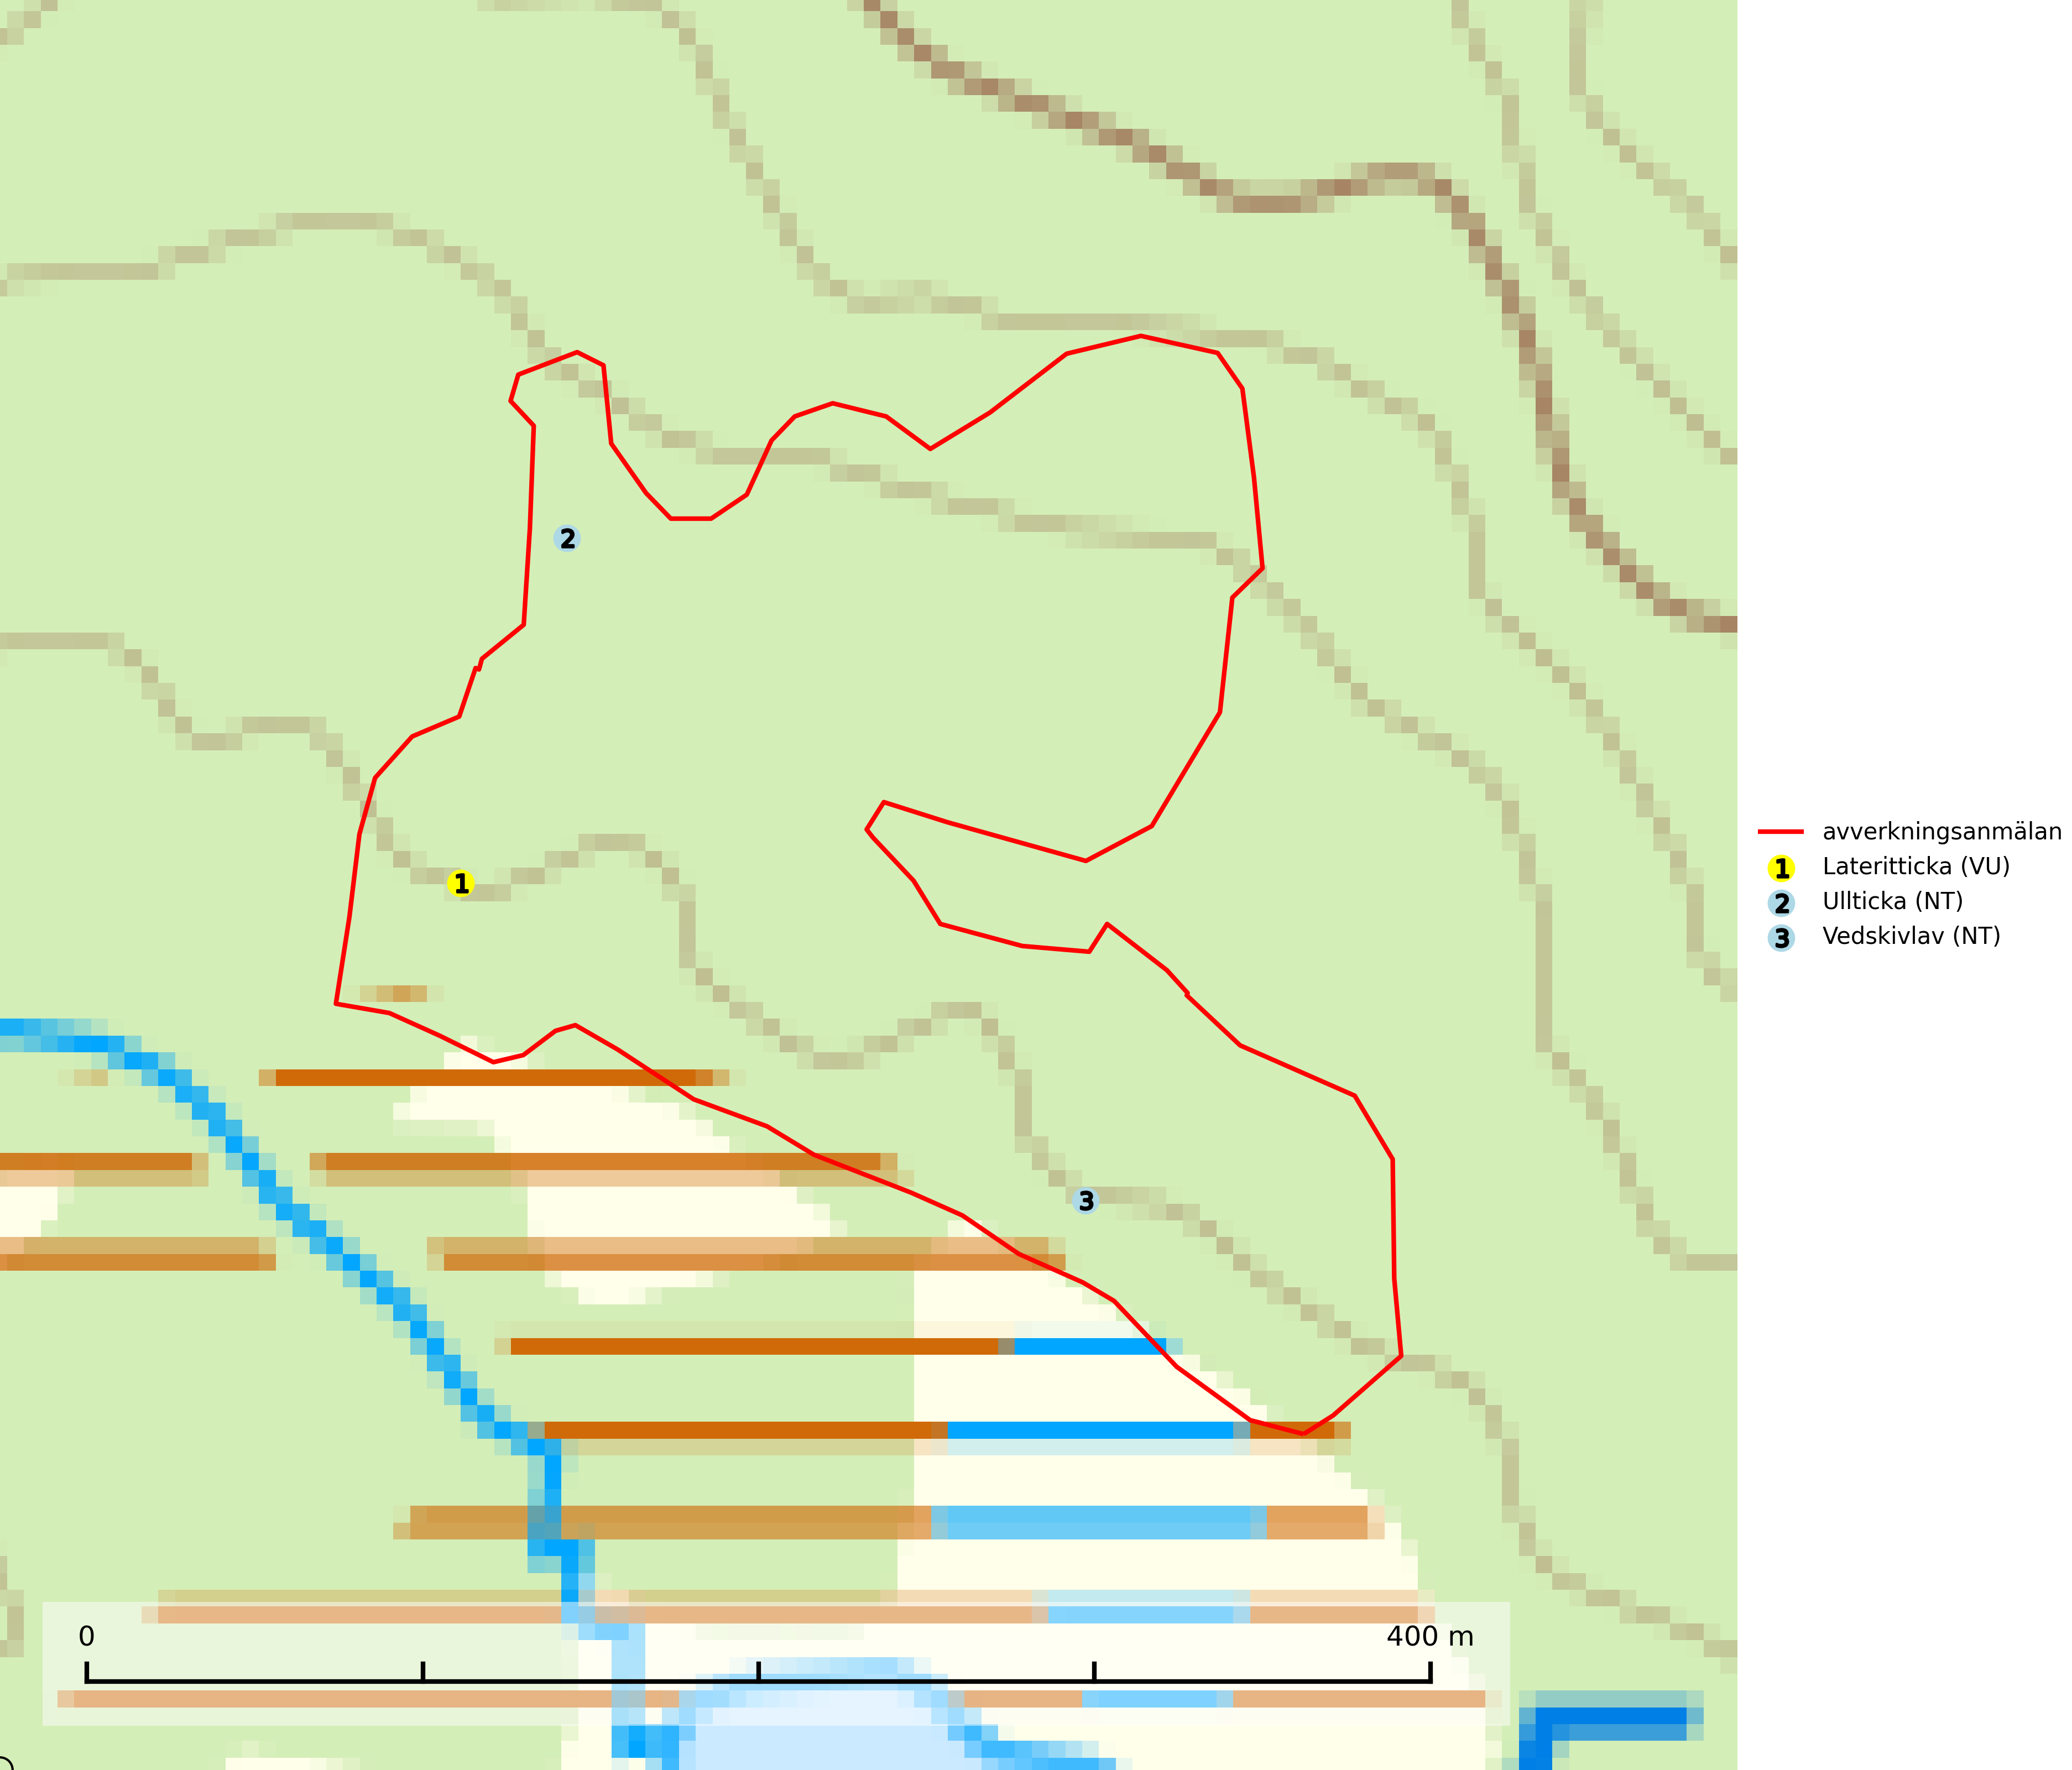 2
1
3
avverkningsanmälan
1 Lateritticka (VU)
2 Ullticka (NT)
3 Vedskivlav (NT)
0 400 m